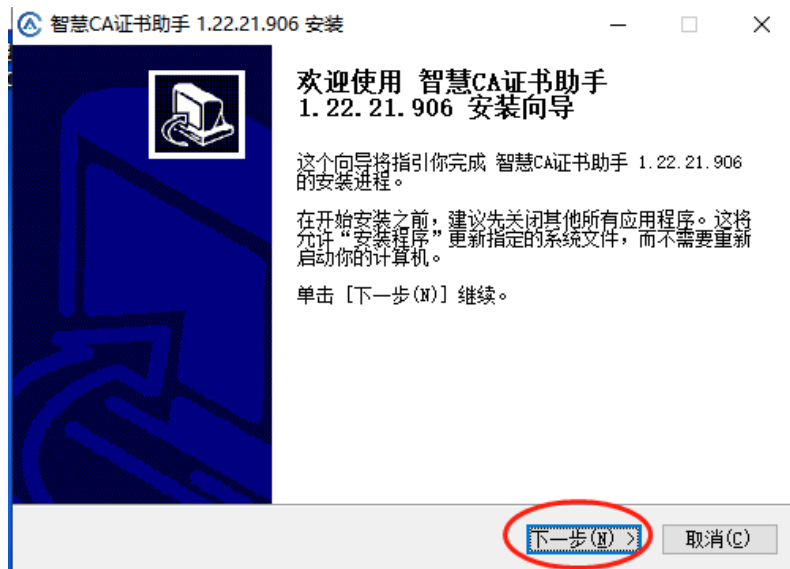 智慧CA证书助手 1.22.21.906 安装
欢迎使用 智慧CA证书助手
1.22.21.906 安装向导
这个向导将指引你完成 智慧CA证书助手 1.22.21.906
的安装进程。
在开始安装之前，建议先关闭其他所有应用程序。这将
允许“安装程序”更新指定的系统文件，而不需要重新
启动你的计算机。
单击 [下一步(N)] 继续。
下一步(N) >
取消(C)